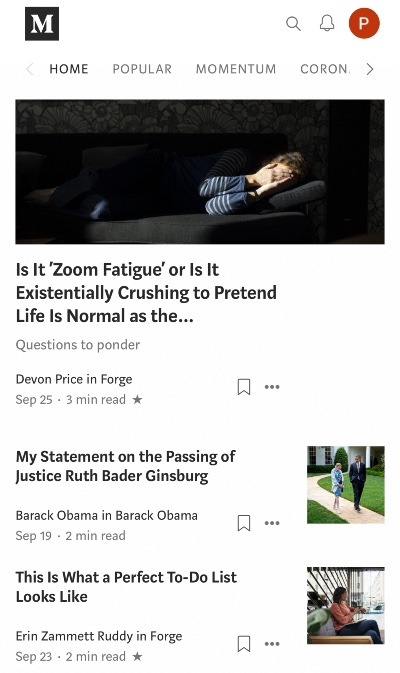 M
P
HOME POPULAR MOMENTUM CORON
Is It 'Zoom Fatigue' or Is It
Existentially Crushing to Pretend
Life Is Normal as the...
Questions to ponder
Devon Price in Forge
Sep 25 · 3 min read ★
My Statement on the Passing of
Justice Ruth Bader Ginsburg
Barack Obama in Barack Obama
Sep 19 · 2 min read
This Is What a Perfect To-Do List
Looks Like
Erin Zammett Ruddy in Forge
Sep 23 · 2 min read ★